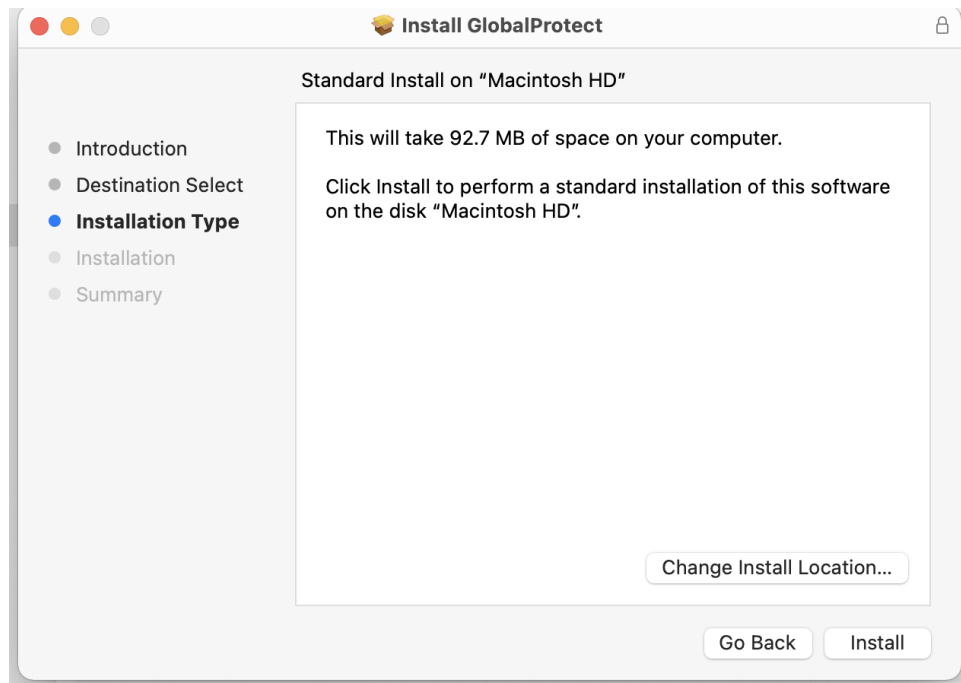 Install GlobalProtect
Standard Install on “Macintosh HD”
Introduction
Destination Select
Installation Type
Installation
Summary
This will take 92.7 MB of space on your computer.
Click Install to perform a standard installation of this software
on the disk “Macintosh HD”.
Change Install Location...
Go Back
Install